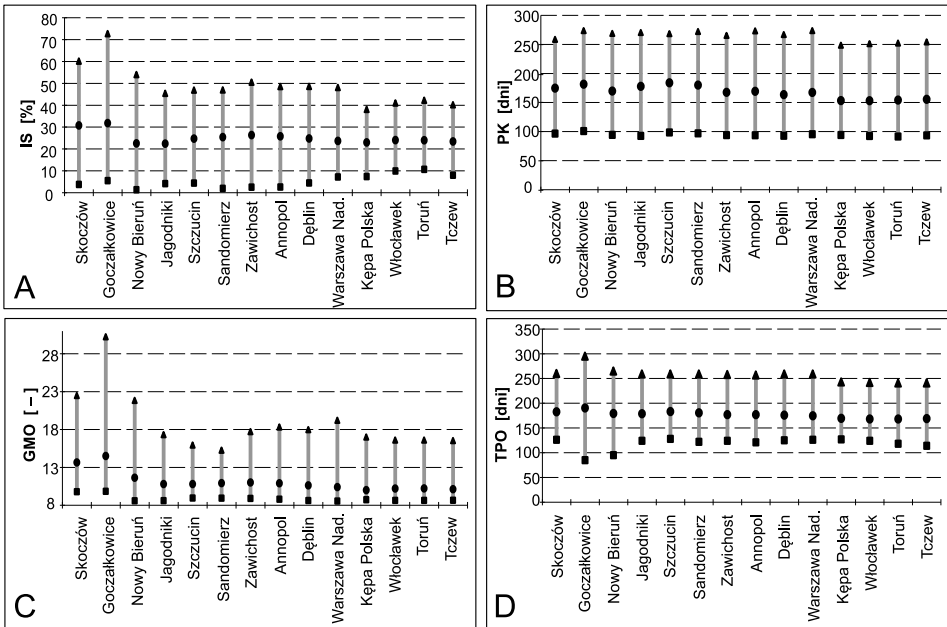 80
70
60
50
40
30
20
10
0
IS [%]
Skoczów
Goczałkowice
Nowy Bieruń
Jagodniki
Szczucin
Sandomierz
Zawichost
Annopol
Dęblin
Warszawa Nad.
Kępa Polska
Włocławek
Toruń
Tczew
A
300
250
200
150
100
50
0
PK [dni]
Skoczów
Goczałkowice
Nowy Bieruń
Jagodniki
Szczucin
Sandomierz
Zawichost
Annopol
Dęblin
Warszawa Nad.
Kępa Polska
Włocławek
Toruń
Tczew
B
28
23
18
13
8
GMO [–]
Skoczów
Goczałkowice
Nowy Bieruń
Jagodniki
Szczucin
Sandomierz
Zawichost
Annopol
Dęblin
Warszawa Nad.
Kępa Polska
Włocławek
Toruń
Tczew
C
350
300
250
200
150
100
50
0
TPO [dni]
Skoczów
Goczałkowice
Nowy Bieruń
Jagodniki
Szczucin
Sandomierz
Zawichost
Annopol
Dęblin
Warszawa Nad.
Kępa Polska
Włocławek
Toruń
Tczew
D